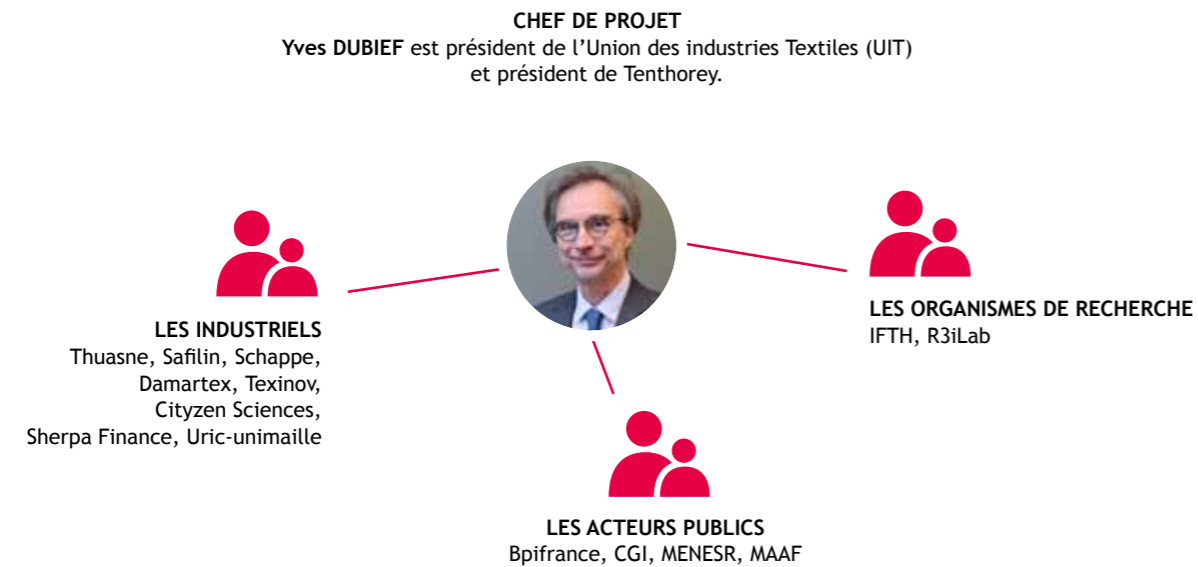 CHEF DE PROJET
Yves DUBIEF est président de l’Union des industries Textiles (UIT)
et président de Tenthorey.
LES INDUSTRIELS
Thuasne, Safilin, Schappe,
Damartex, Texinov,
Cityzen Sciences,
Sherpa Finance, Uric-unimaille
LES ORGANISMES DE RECHERCHE
IFTH, R3iLab
LES ACTEURS PUBLICS
Bpifrance, CGI, MENESR, MAAF